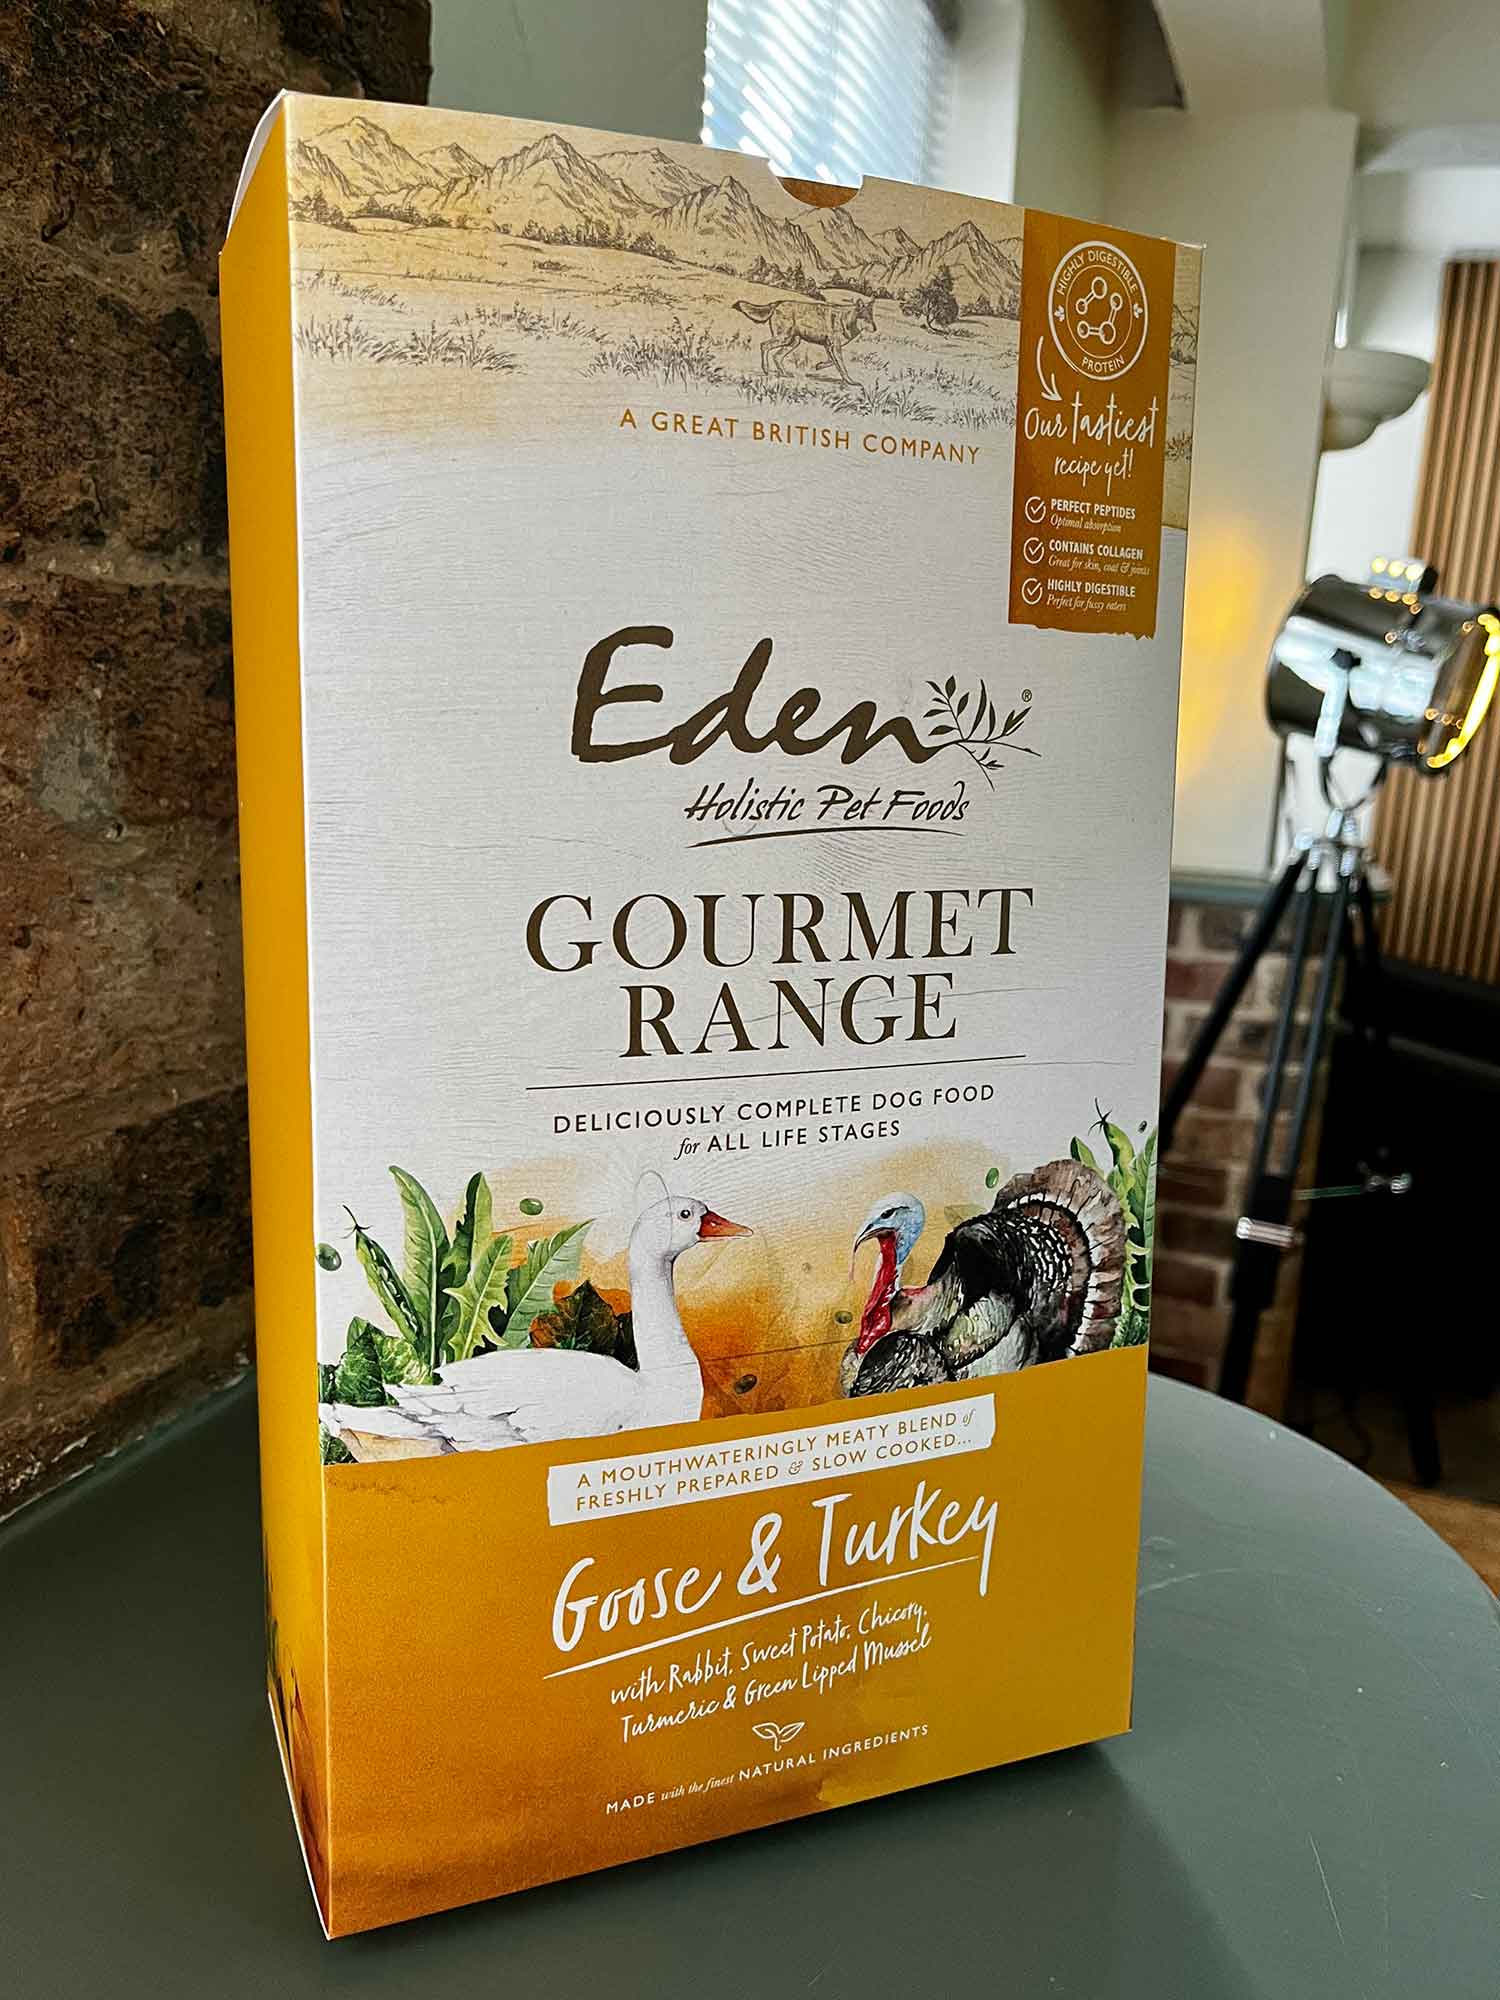 HIGHLY DIGESTIBLE
PROTEIN
Our tastiest
recipe yet!
PERFECT PEPTIDES
Optimal absorption
CONTAINS COLLAGEN
Great for skin, coat & joints
HIGHLY DIGESTIBLE
Perfect for fussy eaters
A GREAT BRITISH COMPANY
Eden®
Holistic Pet Foods
GOURMET
RANGE
DELICIOUSLY COMPLETE DOG FOOD
for ALL LIFE STAGES
A MOUTHWATERINGLY MEATY BLEND of
FRESHLY PREPARED & SLOW COOKED...
Goose & Turkey
with Rabbit, Sweet Potato, Chicory,
Turmeric & Green Lipped Mussel
MADE with the finest NATURAL INGREDIENTS